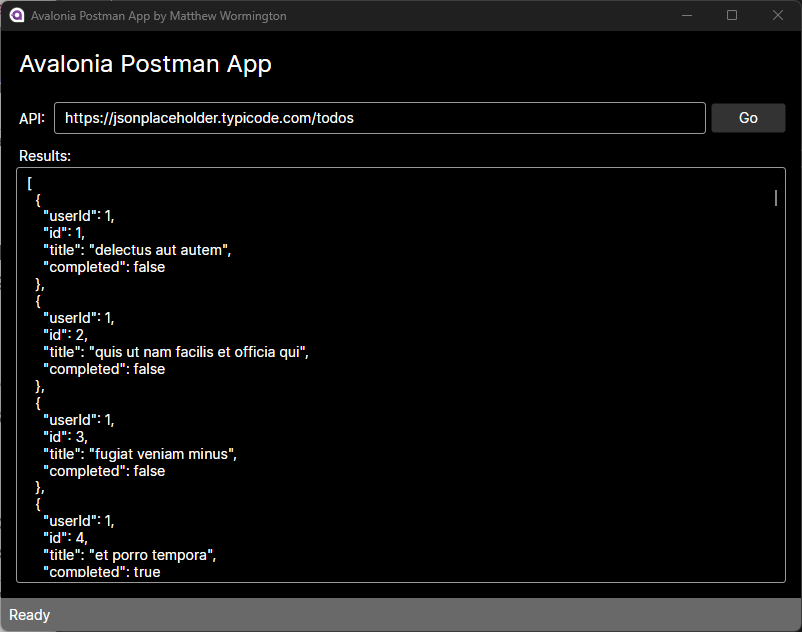 Avalonia Postman App by Matthew Wormington
Avalonia Postman App
API: https://jsonplaceholder.typicode.com/todos Go
Results:
[
{
"userId": 1,
"id": 1,
"title": "delectus aut autem",
"completed": false
},
{
"userId": 1,
"id": 2,
"title": "quis ut nam facilis et officia qui",
"completed": false
},
{
"userId": 1,
"id": 3,
"title": "fugiat veniam minus",
"completed": false
},
{
"userId": 1,
"id": 4,
"title": "et porro tempora",
"completed": true
Ready